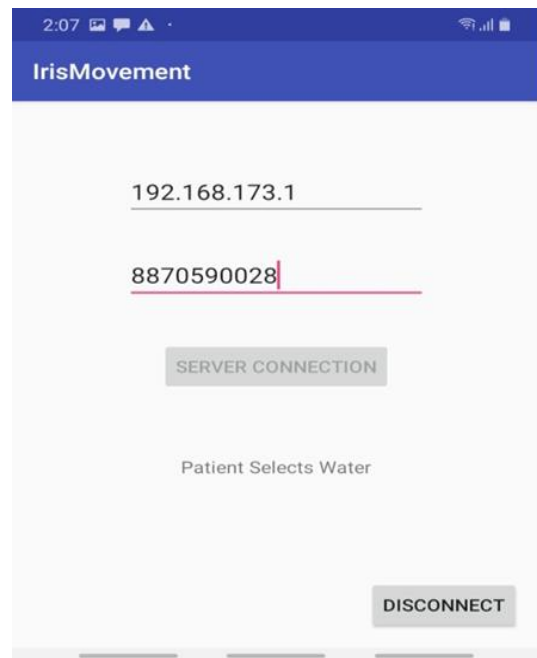 2:07
IrisMovement
192.168.173.1
8870590028
SERVER CONNECTION
Patient Selects Water
DISCONNECT